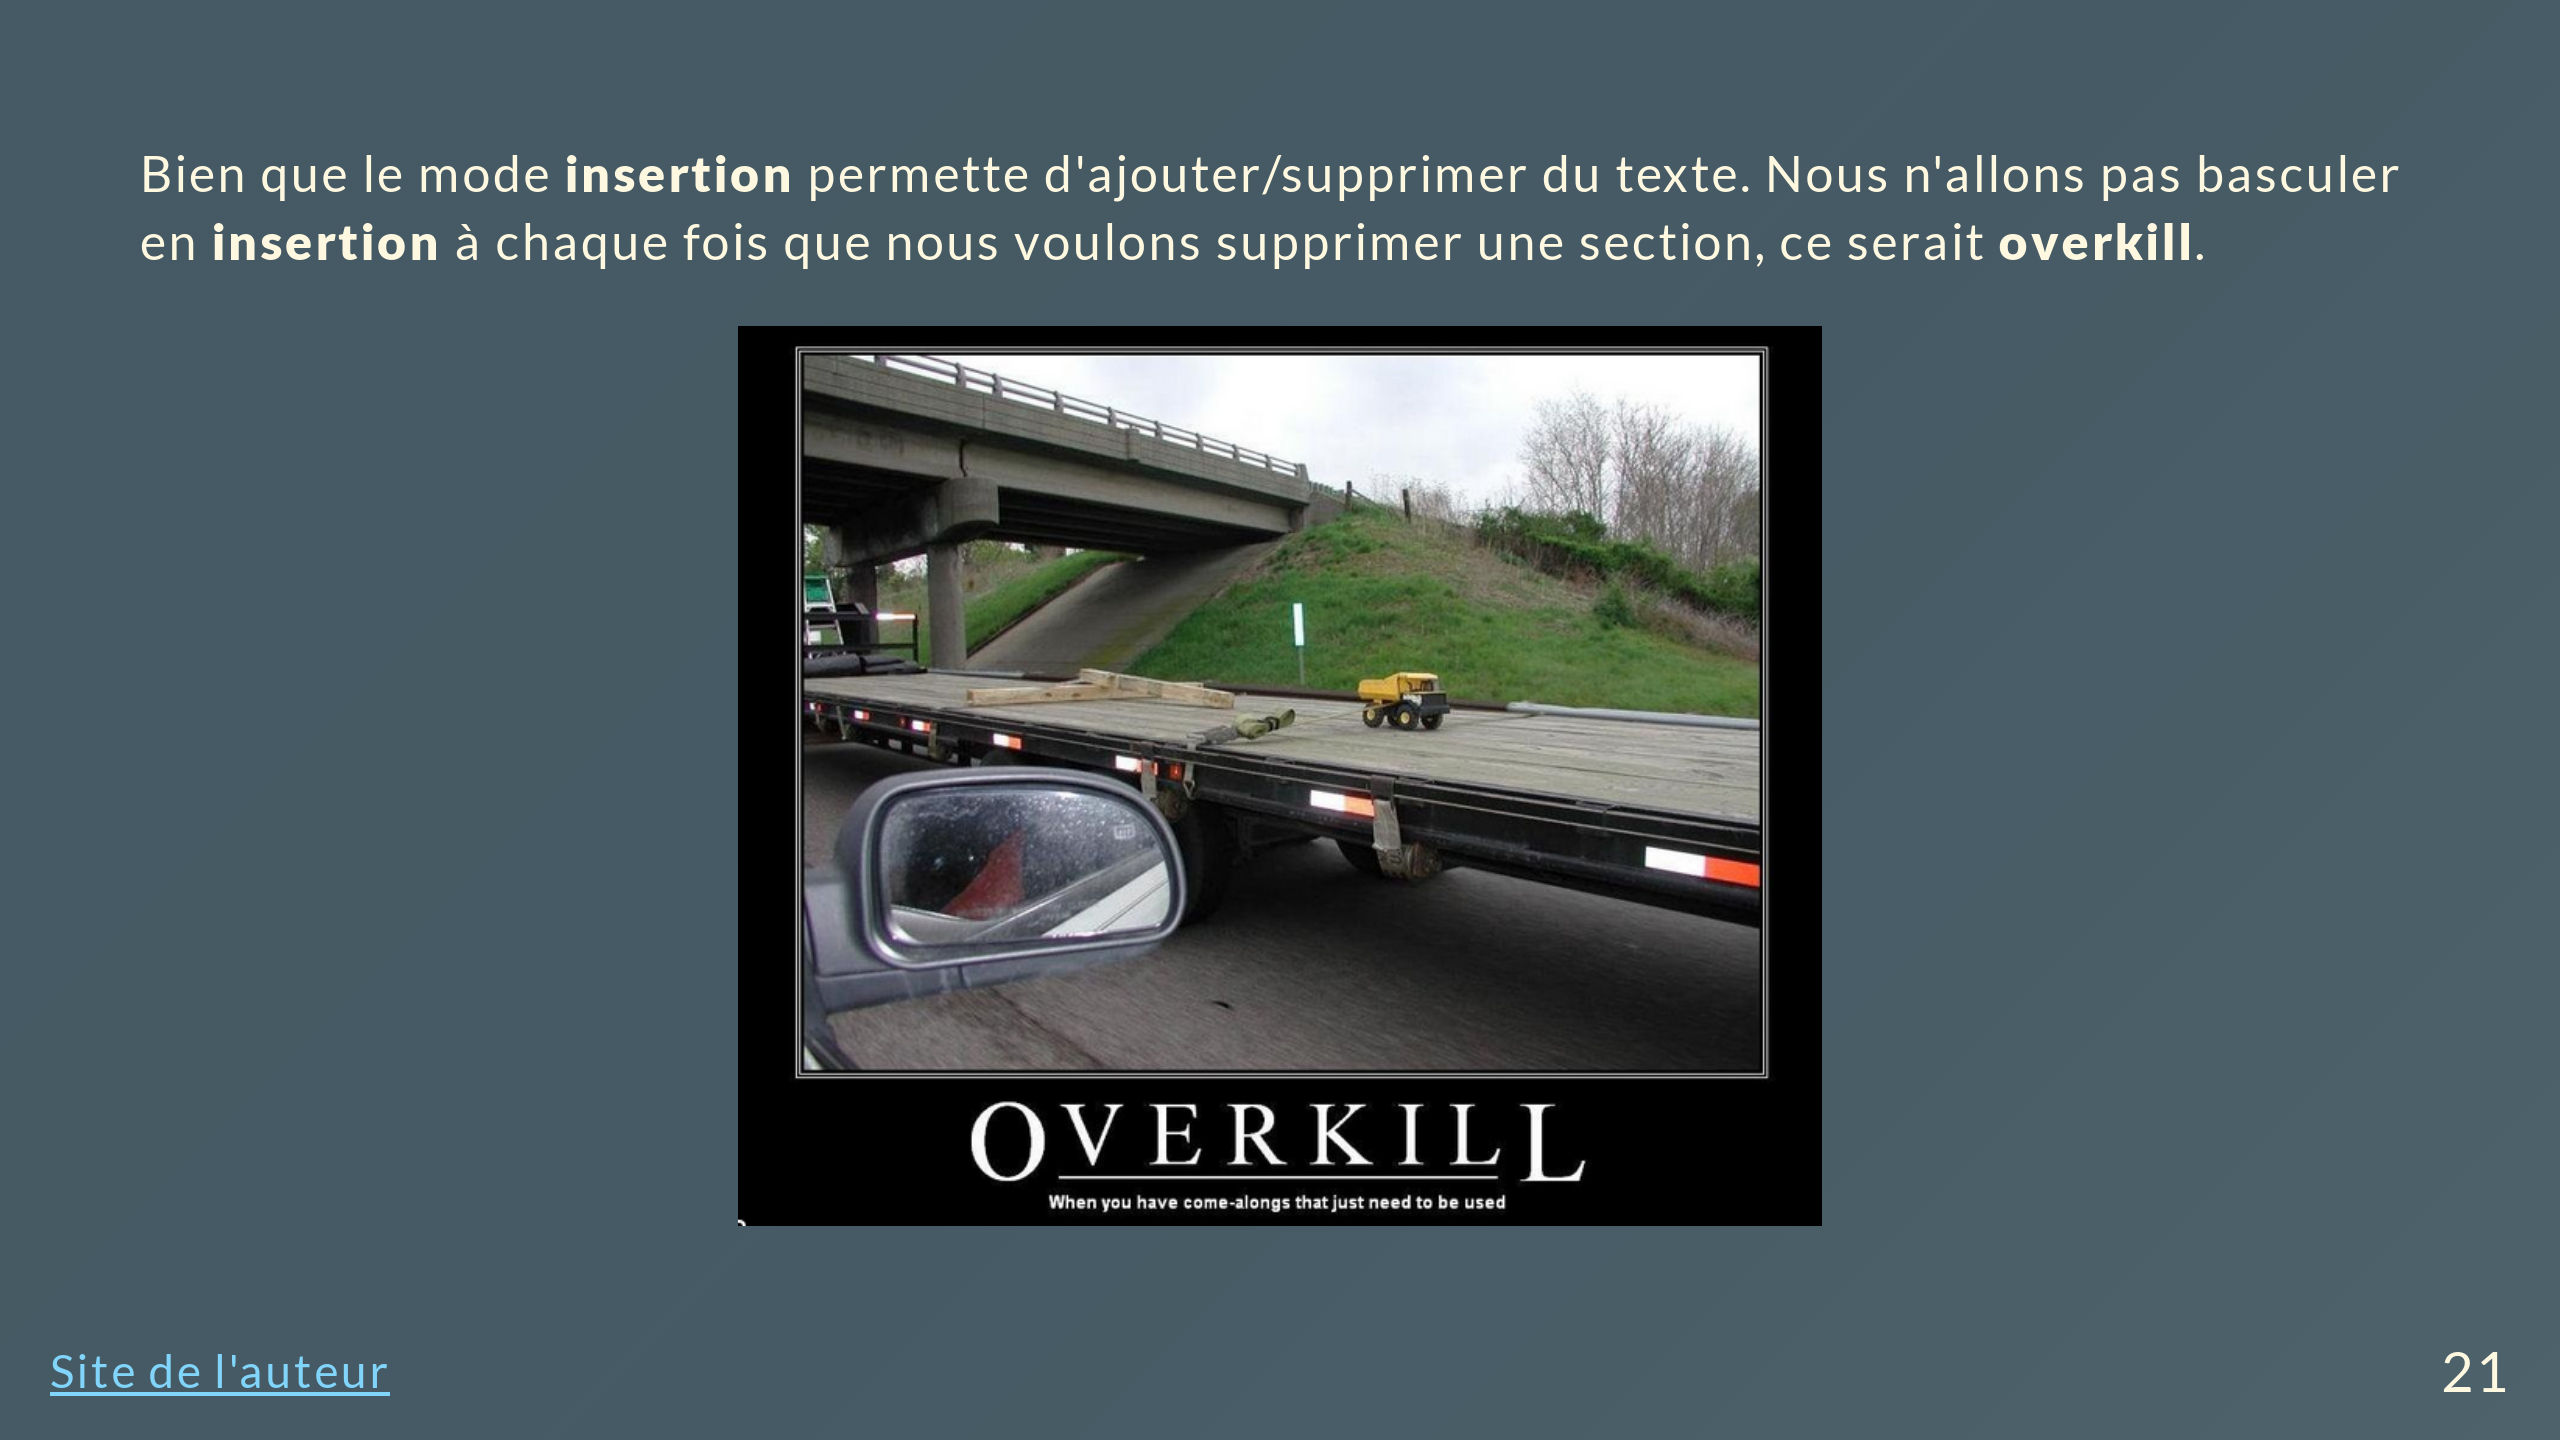 Bien que le mode insertion permette d'ajouter/supprimer du texte. Nous n'allons pas basculer
en insertion à chaque fois que nous voulons supprimer une section, ce serait overkill.
OVERKILL
When you have come-alongs that just need to be used
Site de l'auteur
21